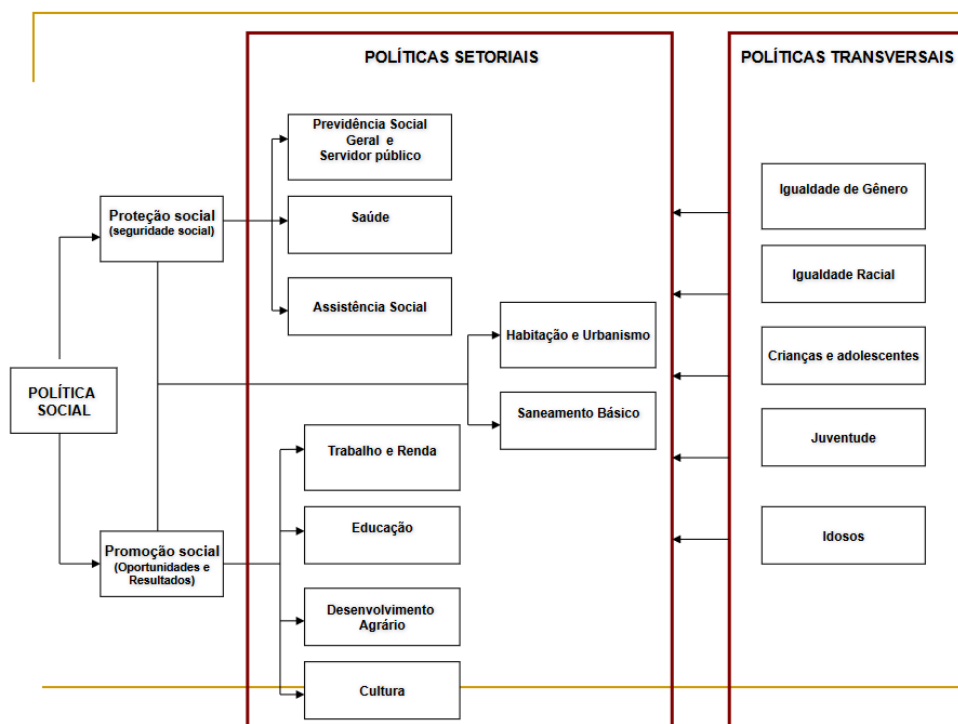 POLÍTICAS SETORIAIS
POLÍTICAS TRANSVERSAIS
Previdência Social
Geral e
Servidor público
Saúde
Assistência Social
Proteção social
(seguridade social)
Habitação e Urbanismo
Saneamento Básico
POLÍTICA
SOCIAL
Trabalho e Renda
Educação
Promoção social
(Oportunidades e
Resultados)
Desenvolvimento
Agrário
Cultura
Igualdade de Gênero
Igualdade Racial
Crianças e adolescentes
Juventude
Idosos